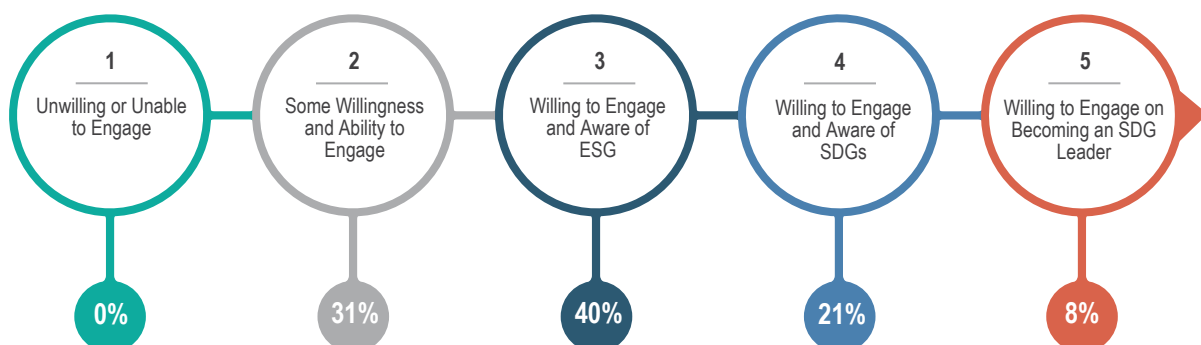 1
Unwilling or Unable
to Engage
0%
2
Some Willingness
and Ability to
Engage
31%
3
Willing to Engage
and Aware of
ESG
40%
4
Willing to Engage
and Aware of
SDGs
21%
5
Willing to Engage on
Becoming an SDG
Leader
8%